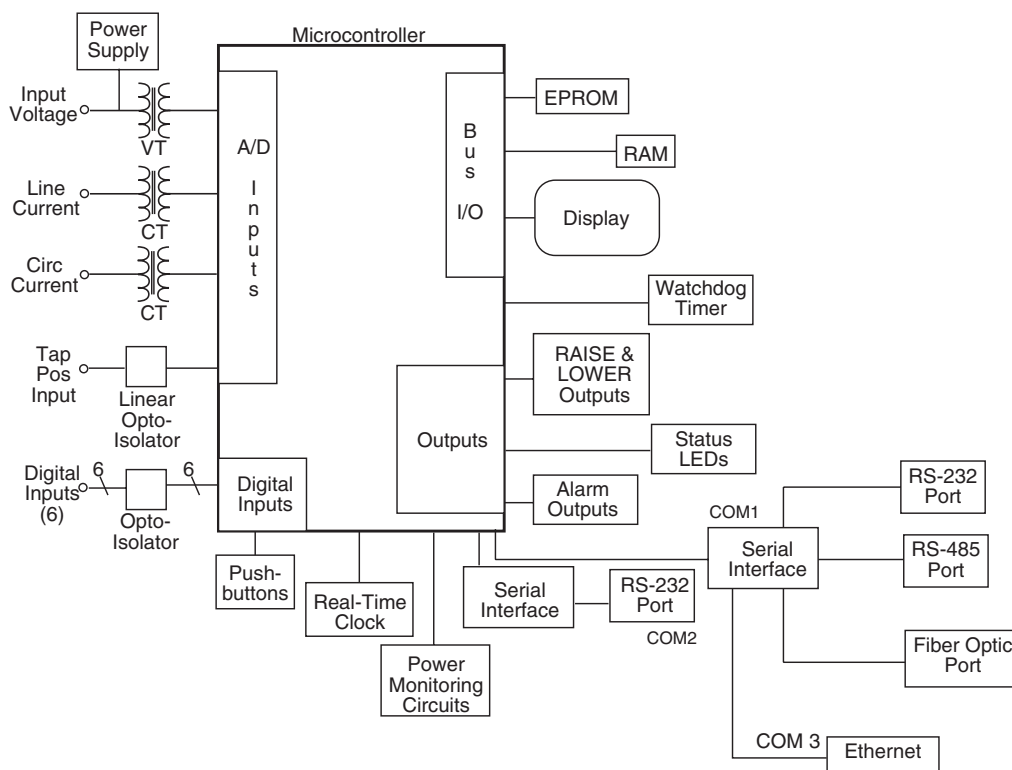 Power
Supply
Microcontroller
Input
Voltage
VT
Line
Current
CT
Circ
Current
CT
Tap
Pos
Input
Linear
Opto-
Isolator
Digital
Inputs
(6)
6
6
Opto-
Isolator
A/D
Inputs
Digital
Inputs
Bus
I/O
Outputs
EPROM
RAM
Display
Watchdog
Timer
RAISE &
LOWER
Outputs
Status
LEDs
Alarm
Outputs
Push-
buttons
Real-Time
Clock
Power
Monitoring
Circuits
Serial
Interface
RS-232
Port
COM2
COM1
Serial
Interface
RS-232
Port
RS-485
Port
Fiber Optic
Port
COM 3
Ethernet